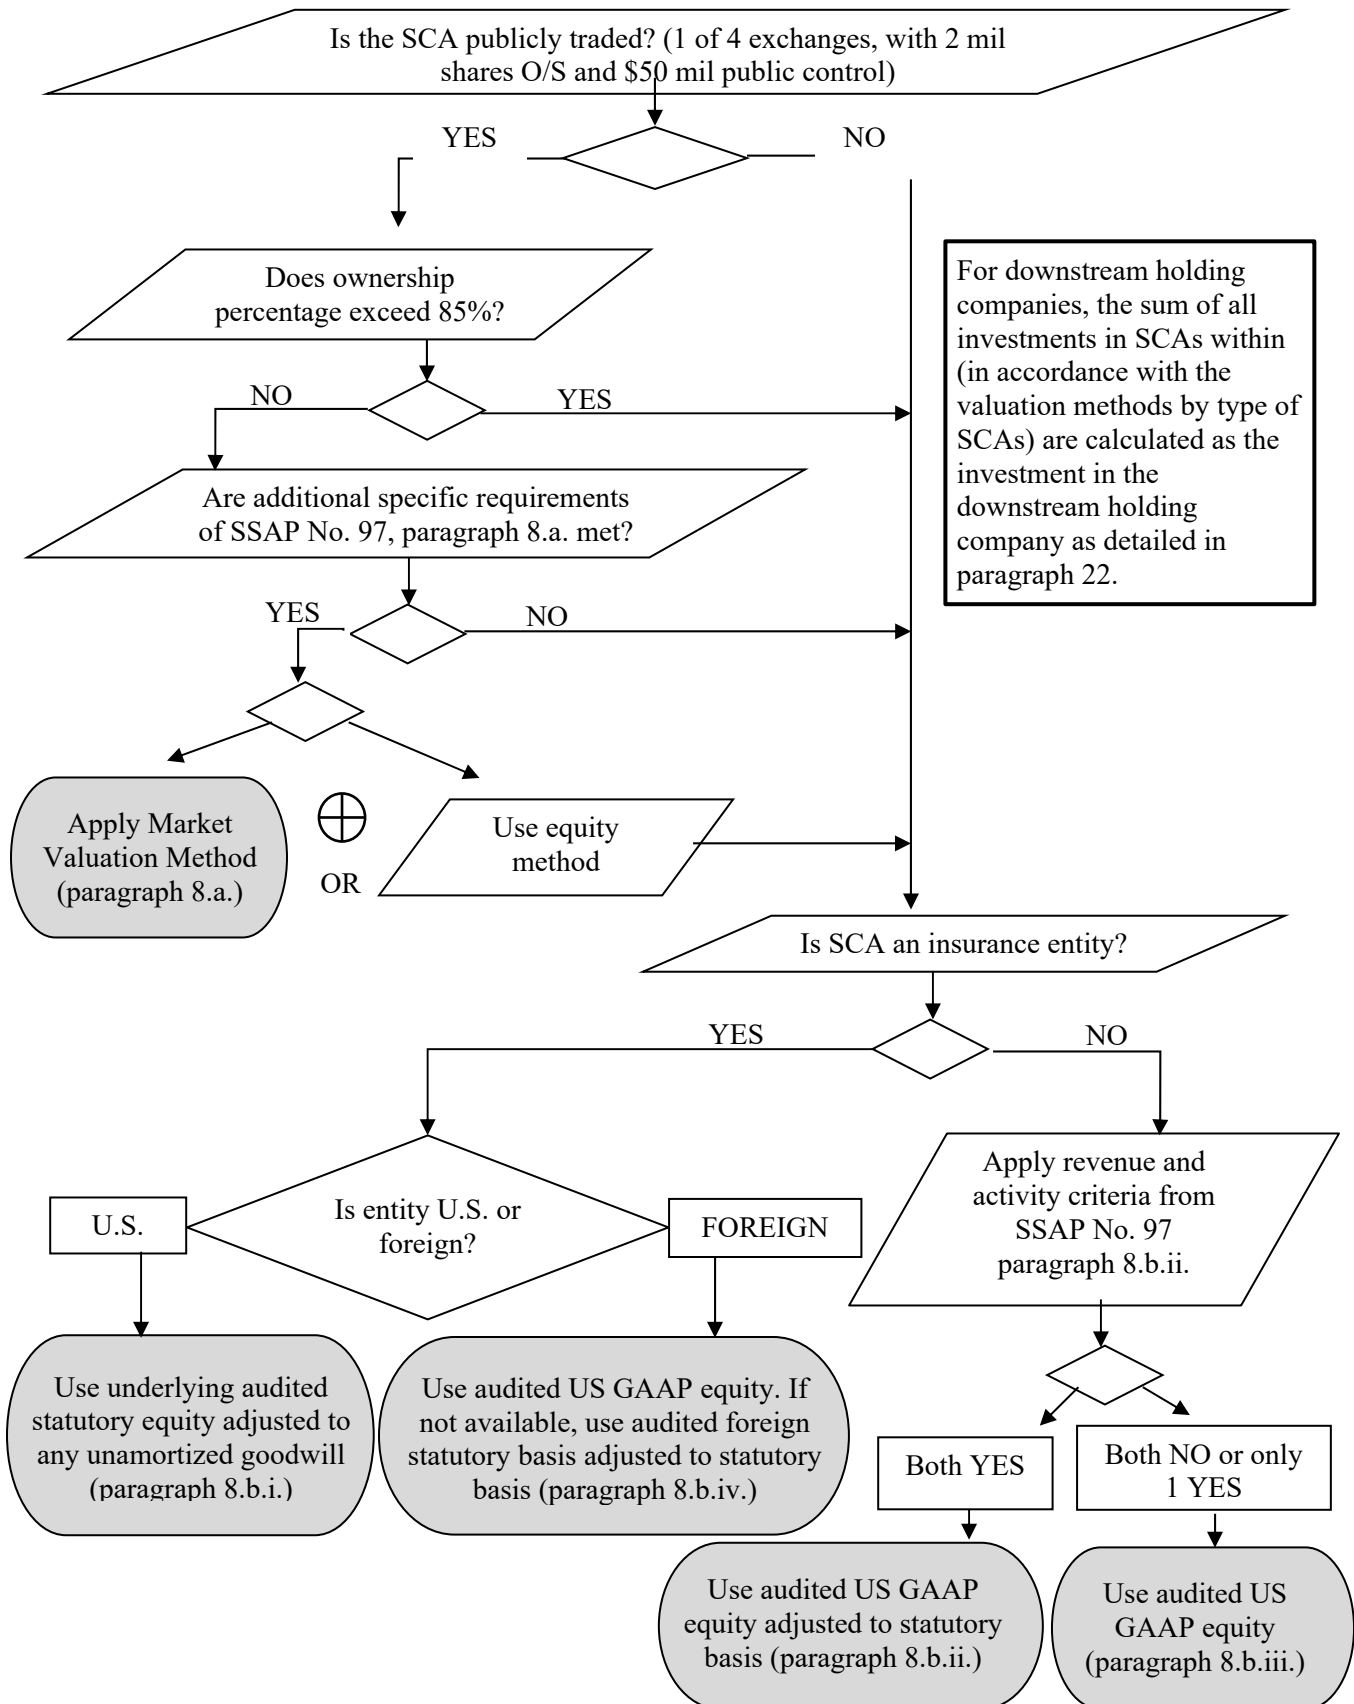 Is the SCA publicly traded? (1 of 4 exchanges, with 2 mil
shares O/S and $50 mil public control)
YES
NO
Does ownership
percentage exceed 85%?
For downstream holding
companies, the sum of all
investments in SCAs within
(in accordance with the
valuation methods by type of
SCAs) are calculated as the
investment in the
downstream holding
company as detailed in
paragraph 22.
NO
YES
Are additional specific requirements
of SSAP No. 97, paragraph 8.a. met?
YES
NO
Apply Market
Valuation Method
(paragraph 8.a.)
OR
Use equity
method
Is SCA an insurance entity?
YES
NO
Is entity U.S. or
foreign?
U.S.
FOREIGN
Apply revenue and
activity criteria from
SSAP No. 97
paragraph 8.b.ii.
Use underlying audited
statutory equity adjusted to
any unamortized goodwill
(paragraph 8.b.i.)
Use audited US GAAP equity. If
not available, use audited foreign
statutory basis adjusted to statutory
basis (paragraph 8.b.iv.)
Both YES
Both NO or only
1 YES
Use audited US GAAP
equity adjusted to statutory
basis (paragraph 8.b.ii.)
Use audited US
GAAP equity
(paragraph 8.b.iii.)